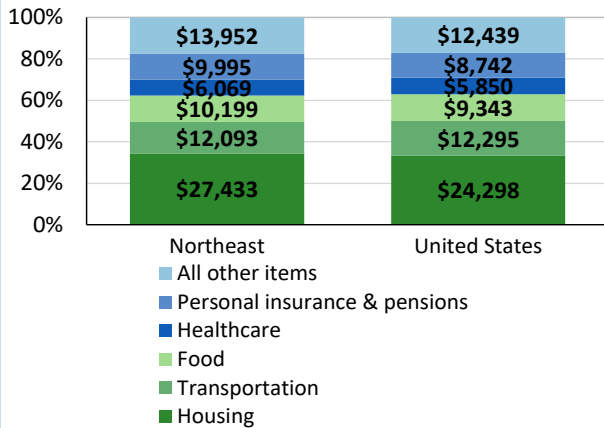 100%
$13,952 $12,439
80%
$9,995 $8,742
$6,069 $5,850
60%
$10,199 $9,343
40%
$12,093 $12,295
20%
$27,433 $24,298
0%
Northeast United States
All other items
Personal insurance & pensions
Healthcare
Food
Transportation
Housing